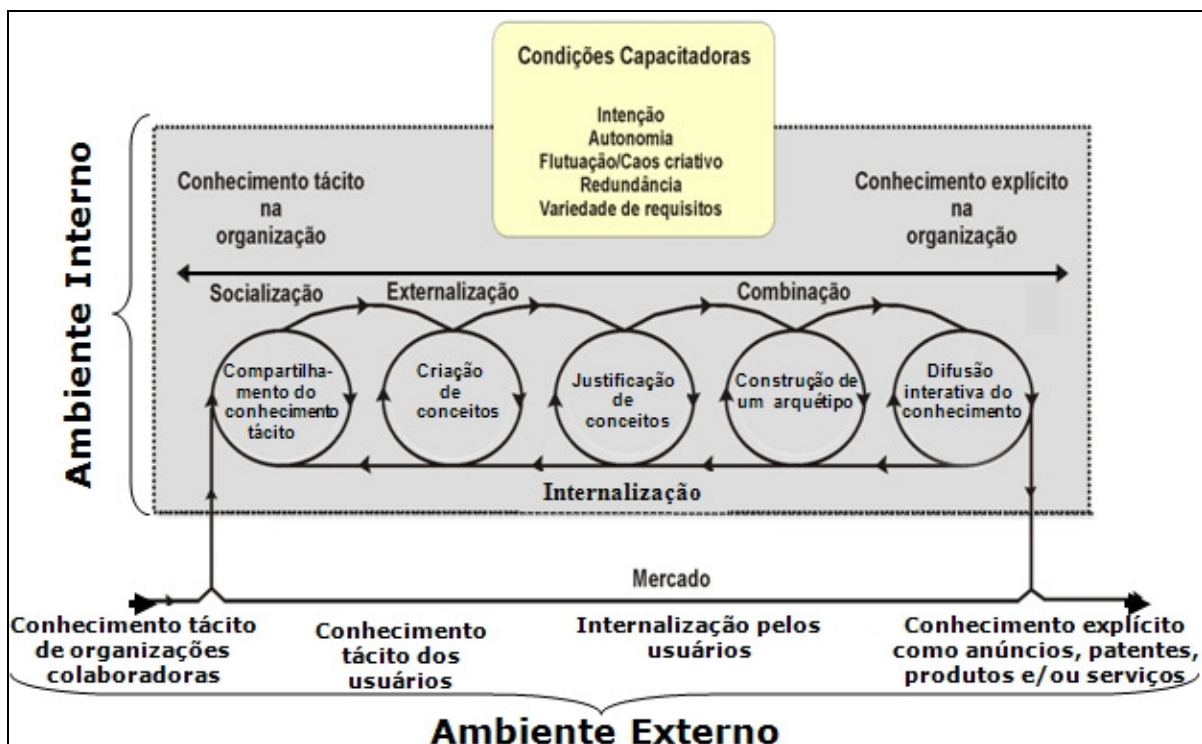 Condições Capacitadoras
Intenção
Autonomia
Flutuação/Caos criativo
Redundância
Variedade de requisitos
Ambiente Interno
Conhecimento tácito
na
organização
Conhecimento explícito
na
organização
Socialização
Externalização
Combinação
Compartilha-
mento do
conhecimento
tácito
Criação
de
conceitos
Justificação
de
conceitos
Construção de
um arquétipo
Difusão
interativa do
conhecimento
Internalização
Mercado
Conhecimento tácito
de organizações
colaboradoras
Conhecimento
tácito dos
usuários
Internalização pelos
usuários
Conhecimento explícito
como anúncios, patentes,
produtos e/ou serviços
Ambiente Externo